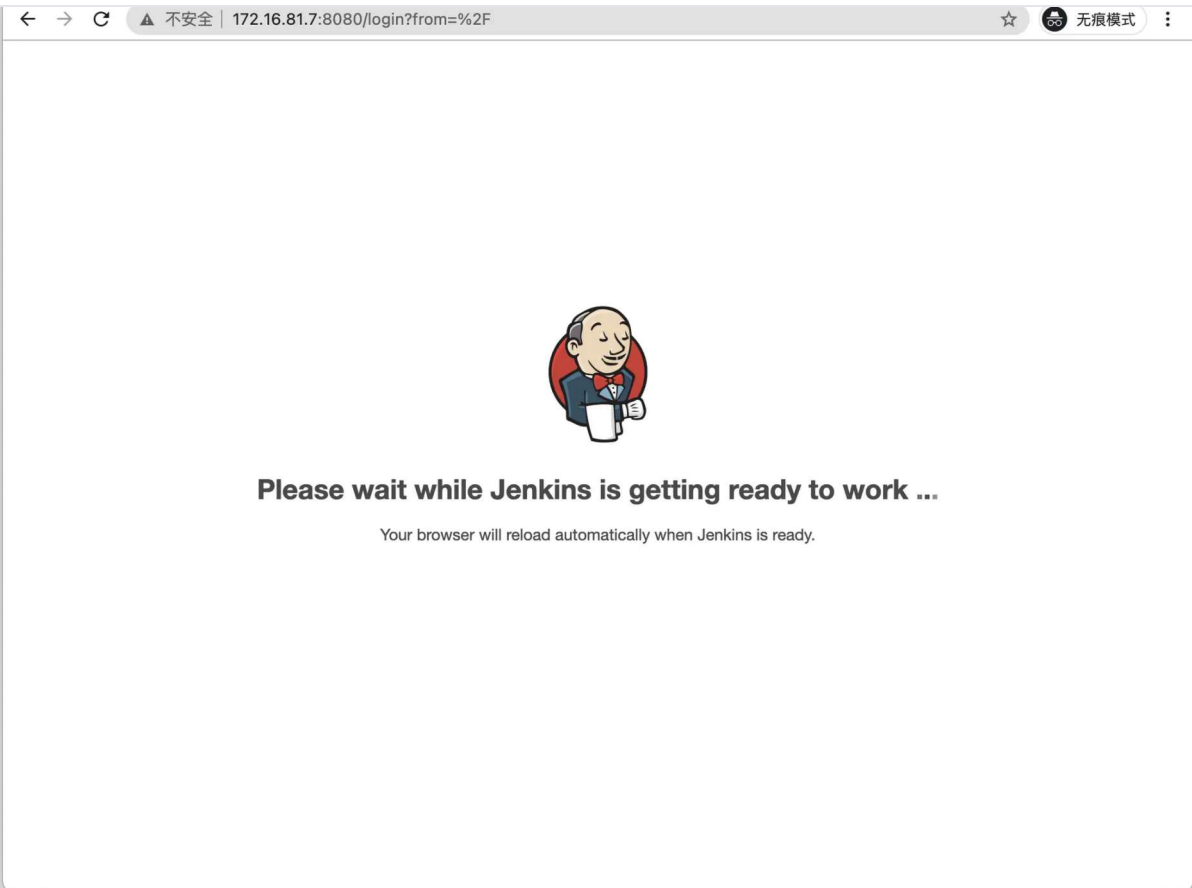 不安全 172.16.81.7:8080/login?from=%2F 无痕模式
Please wait while Jenkins is getting ready to work ...
Your browser will reload automatically when Jenkins is ready.